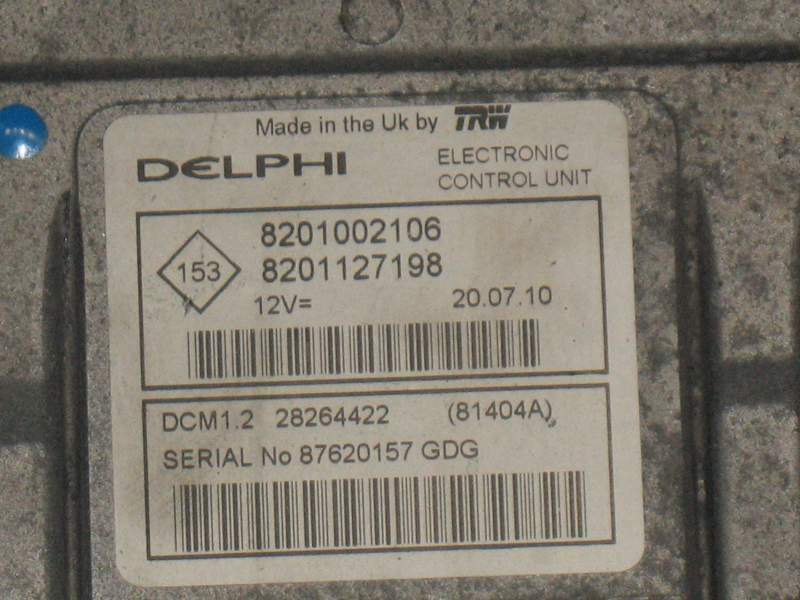 Made in the Uk by TRW
DELPHI
ELECTRONIC
CONTROL UNIT
153
8201002106
8201127198
12V=
20.07.10
DCM1.2 28264422 (81404A)
SERIAL No 87620157 GDG